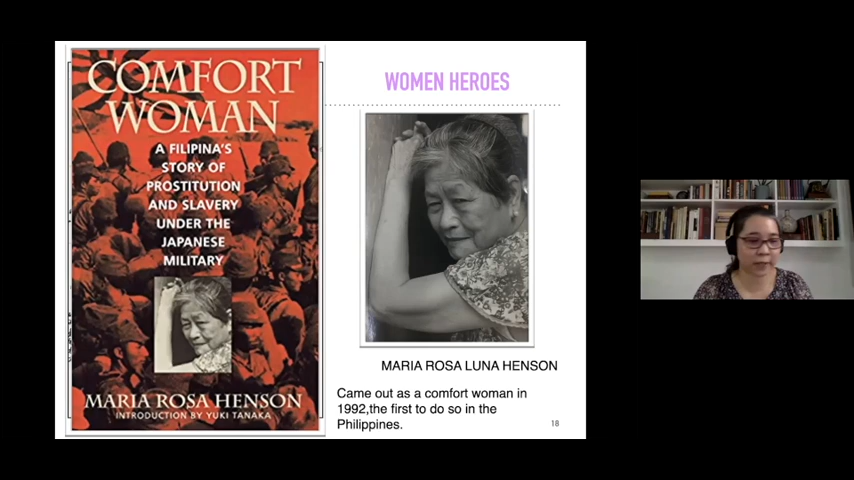 COMFORT
WOMAN
A FILIPINA'S
STORY OF
PROSTITUTION
AND SLAVERY
UNDER THE
JAPANESE
MILITARY
MARIA ROSA HENSON
INTRODUCTION BY YUKI TANAKA
WOMEN HEROES
MARIA ROSA LUNA HENSON
Came out as a comfort woman in
1992,the first to do so in the
Philippines.
18